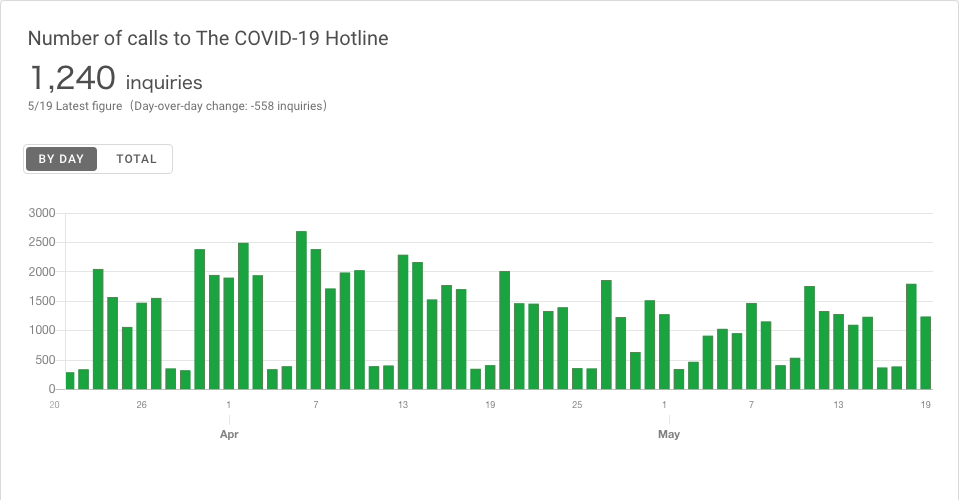 Number of calls to The COVID-19 Hotline
1,240 inquiries
5/19 Latest figure (Day-over-day change: -558 inquiries)
BY DAY TOTAL
3000
2500
2000
1500
1000
500
0
20 26 1 7 13 19 25 1 7 13 19
Apr May